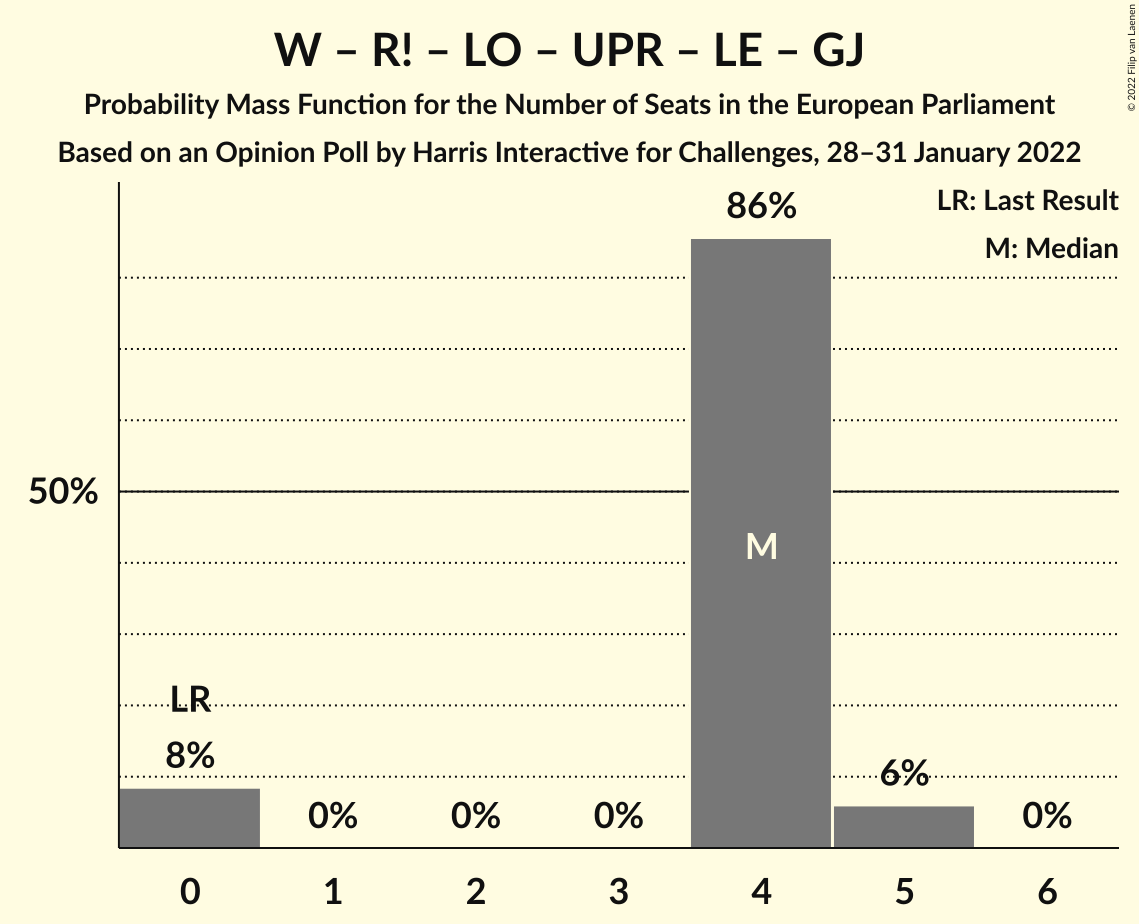 W – R! – LO – UPR – LE – GJ
Probability Mass Function for the Number of Seats in the European Parliament
Based on an Opinion Poll by Harris Interactive for Challenges, 28–31 January 2022
© 2022 Filip van Laenen
LR: Last Result
M: Median
86%
50%
M
LR
8%
0%
0%
0%
6%
0%
0 1 2 3 4 5 6